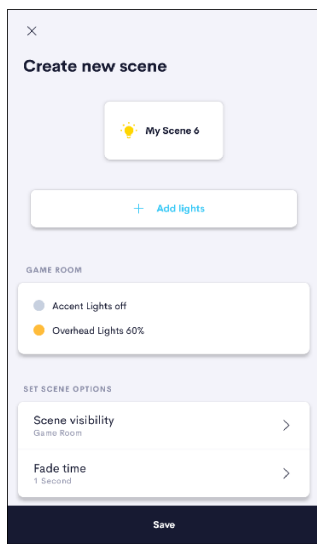 Create new scene
My Scene 6
Add lights
GAME ROOM
Accent Lights off
Overhead Lights 60%
SET SCENE OPTIONS
Scene visibility
Game Room
Fade time
1 Second
Save